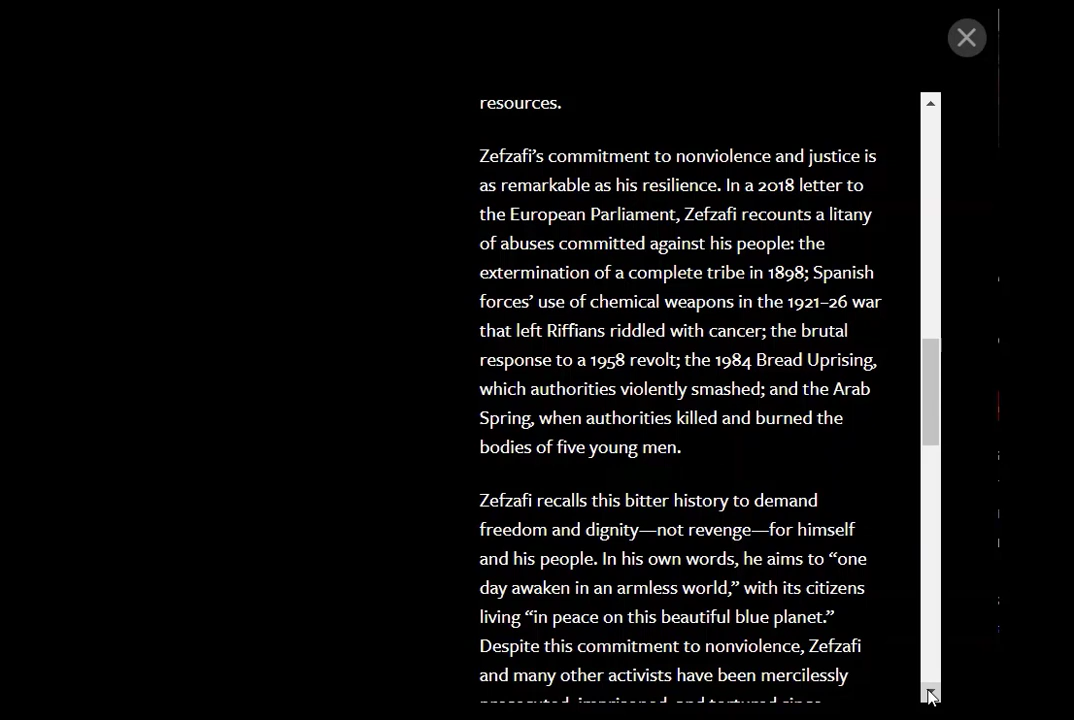 resources.
Zefzafi’s commitment to nonviolence and justice is
as remarkable as his resilience. In a 2018 letter to
the European Parliament, Zefzafi recounts a litany
of abuses committed against his people: the
extermination of a complete tribe in 1898; Spanish
forces’ use of chemical weapons in the 1921–26 war
that left Riffians riddled with cancer; the brutal
response to a 1958 revolt; the 1984 Bread Uprising,
which authorities violently smashed; and the Arab
Spring, when authorities killed and burned the
bodies of five young men.
Zefzafi recalls this bitter history to demand
freedom and dignity—not revenge—for himself
and his people. In his own words, he aims to “one
day awaken in an armless world,” with its citizens
living “in peace on this beautiful blue planet.”
Despite this commitment to nonviolence, Zefzafi
and many other activists have been mercilessly
prosecuted, imprisoned, and tortured since